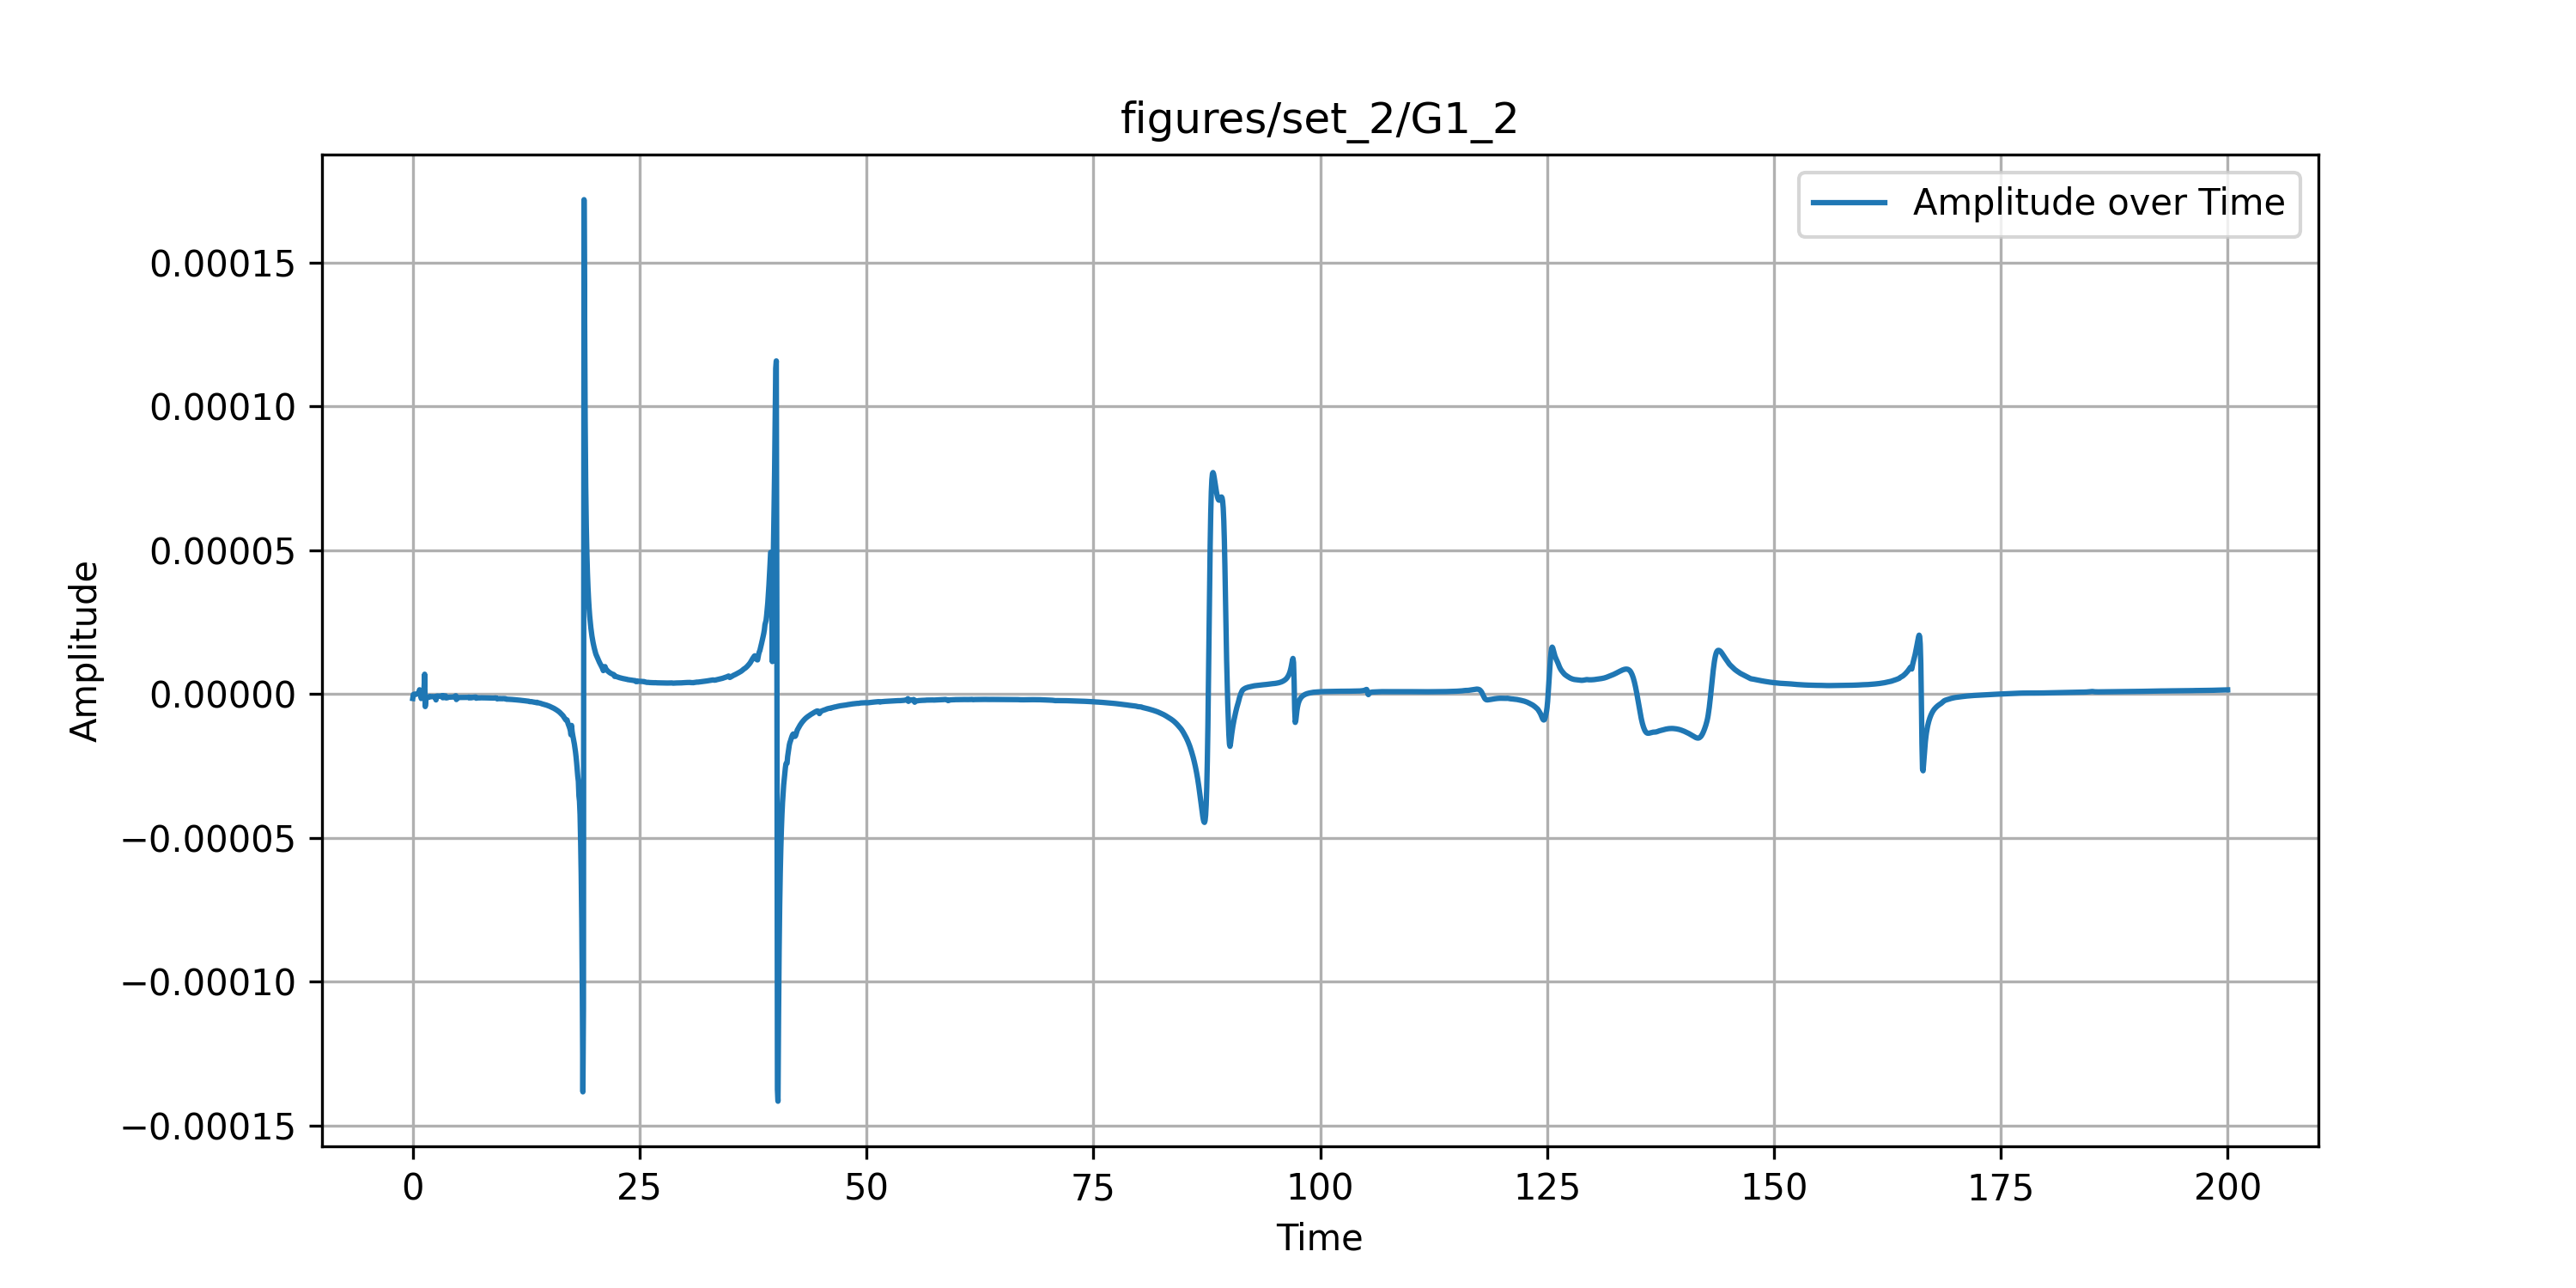 figures/set_2/G1_2
Amplitude over Time
0.00015
0.00010
0.00005
0.00000
−0.00005
−0.00010
−0.00015
Amplitude
0 25 50 75 100 125 150 175 200
Time